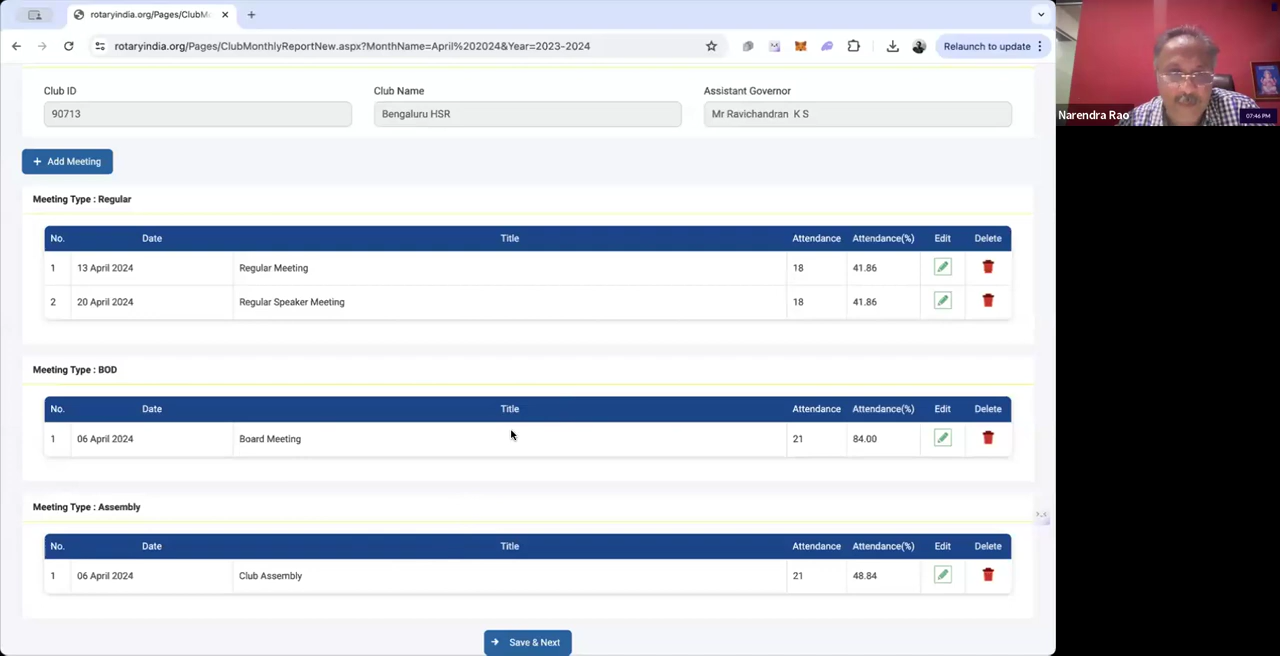 rotaryindia.org/Pages/ClubMo
rotaryindia.org/Pages/ClubMonthlyReportNew.aspx?MonthName=April%202024&Year=2023-2024
Relaunch to update
Narendra Rao
07:46 PM
Club ID
Club Name
Assistant Governor
90713
Bengaluru HSR
Mr Ravichandran K S
+ Add Meeting
Meeting Type : Regular
No. Date Title Attendance Attendance(%) Edit Delete
1 13 April 2024 Regular Meeting 18 41.86
2 20 April 2024 Regular Speaker Meeting 18 41.86
Meeting Type : BOD
No. Date Title Attendance Attendance(%) Edit Delete
1 06 April 2024 Board Meeting 21 84.00
Meeting Type : Assembly
No. Date Title Attendance Attendance(%) Edit Delete
1 06 April 2024 Club Assembly 21 48.84
Save & Next